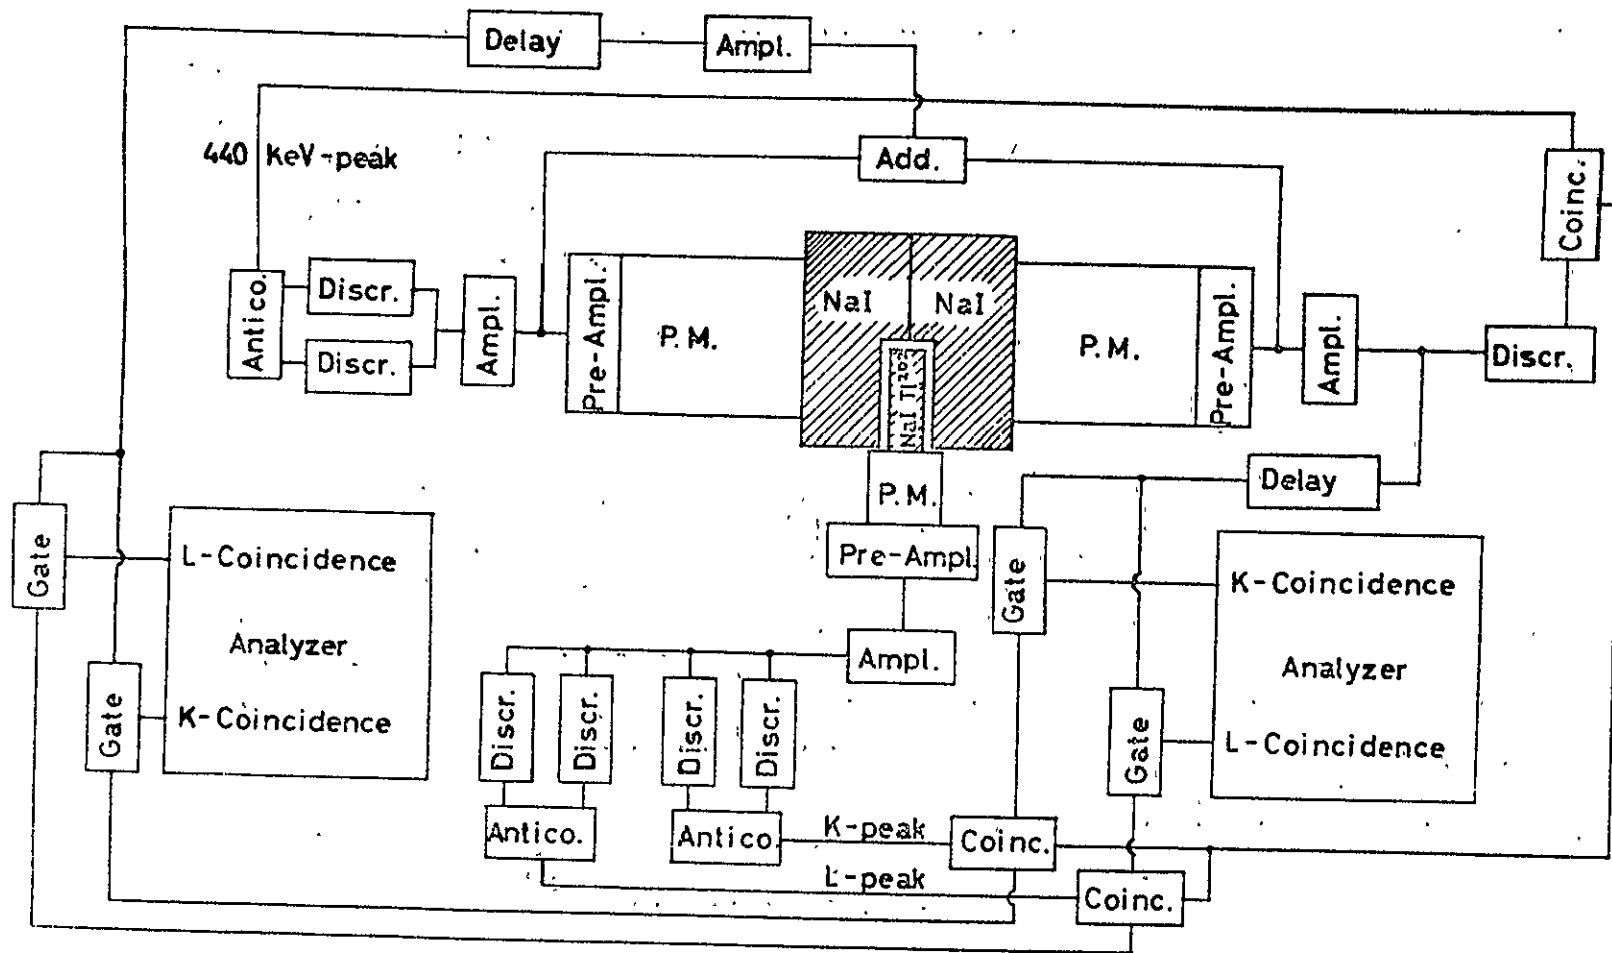 Delay
Ampl.
440 KeV-peak
Add.
Coinc.
Antico.
Discr.
Discr.
Ampl.
Pre-Ampl.
P.M.
NaI
NaI
NaI Tl²⁰²
P.M.
Pre-Ampl.
Ampl.
Discr.
P.M.
Pre-Ampl.
Delay
Gate
L-Coincidence
Analyzer
Gate
K-Coincidence
Ampl.
Gate
K-Coincidence
Analyzer
Gate
L-Coincidence
Discr.
Discr.
Discr.
Discr.
Antico.
Antico.
K-peak
Coinc.
L-peak
Coinc.